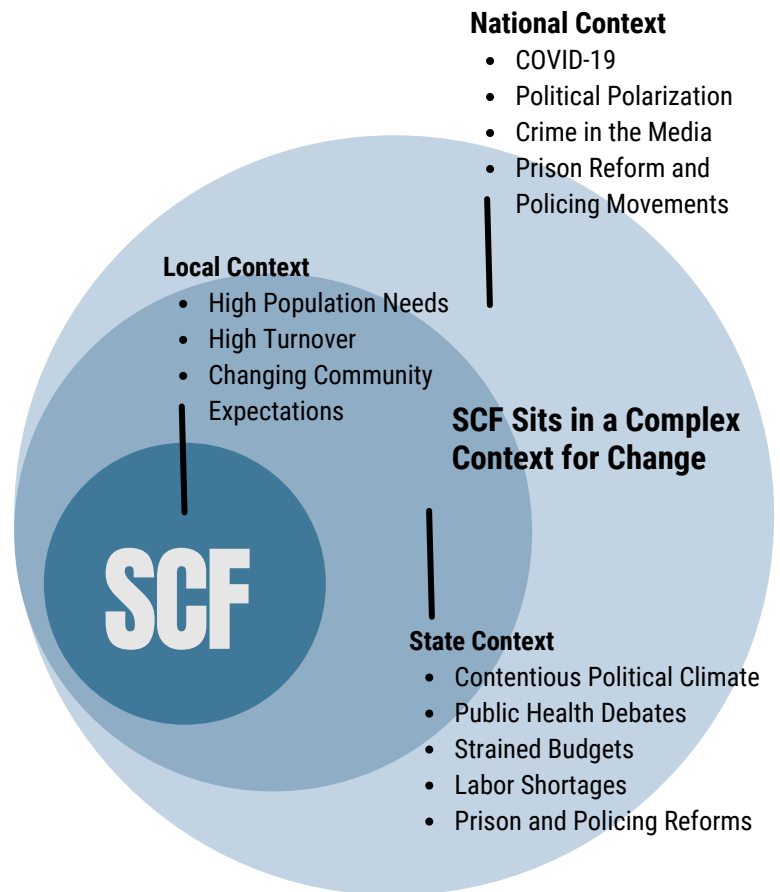 National Context
• COVID-19
• Political Polarization
• Crime in the Media
• Prison Reform and
Policing Movements
Local Context
• High Population Needs
• High Turnover
• Changing Community
Expectations
SCF Sits in a Complex
Context for Change
SCF
State Context
• Contentious Political Climate
• Public Health Debates
• Strained Budgets
• Labor Shortages
• Prison and Policing Reforms